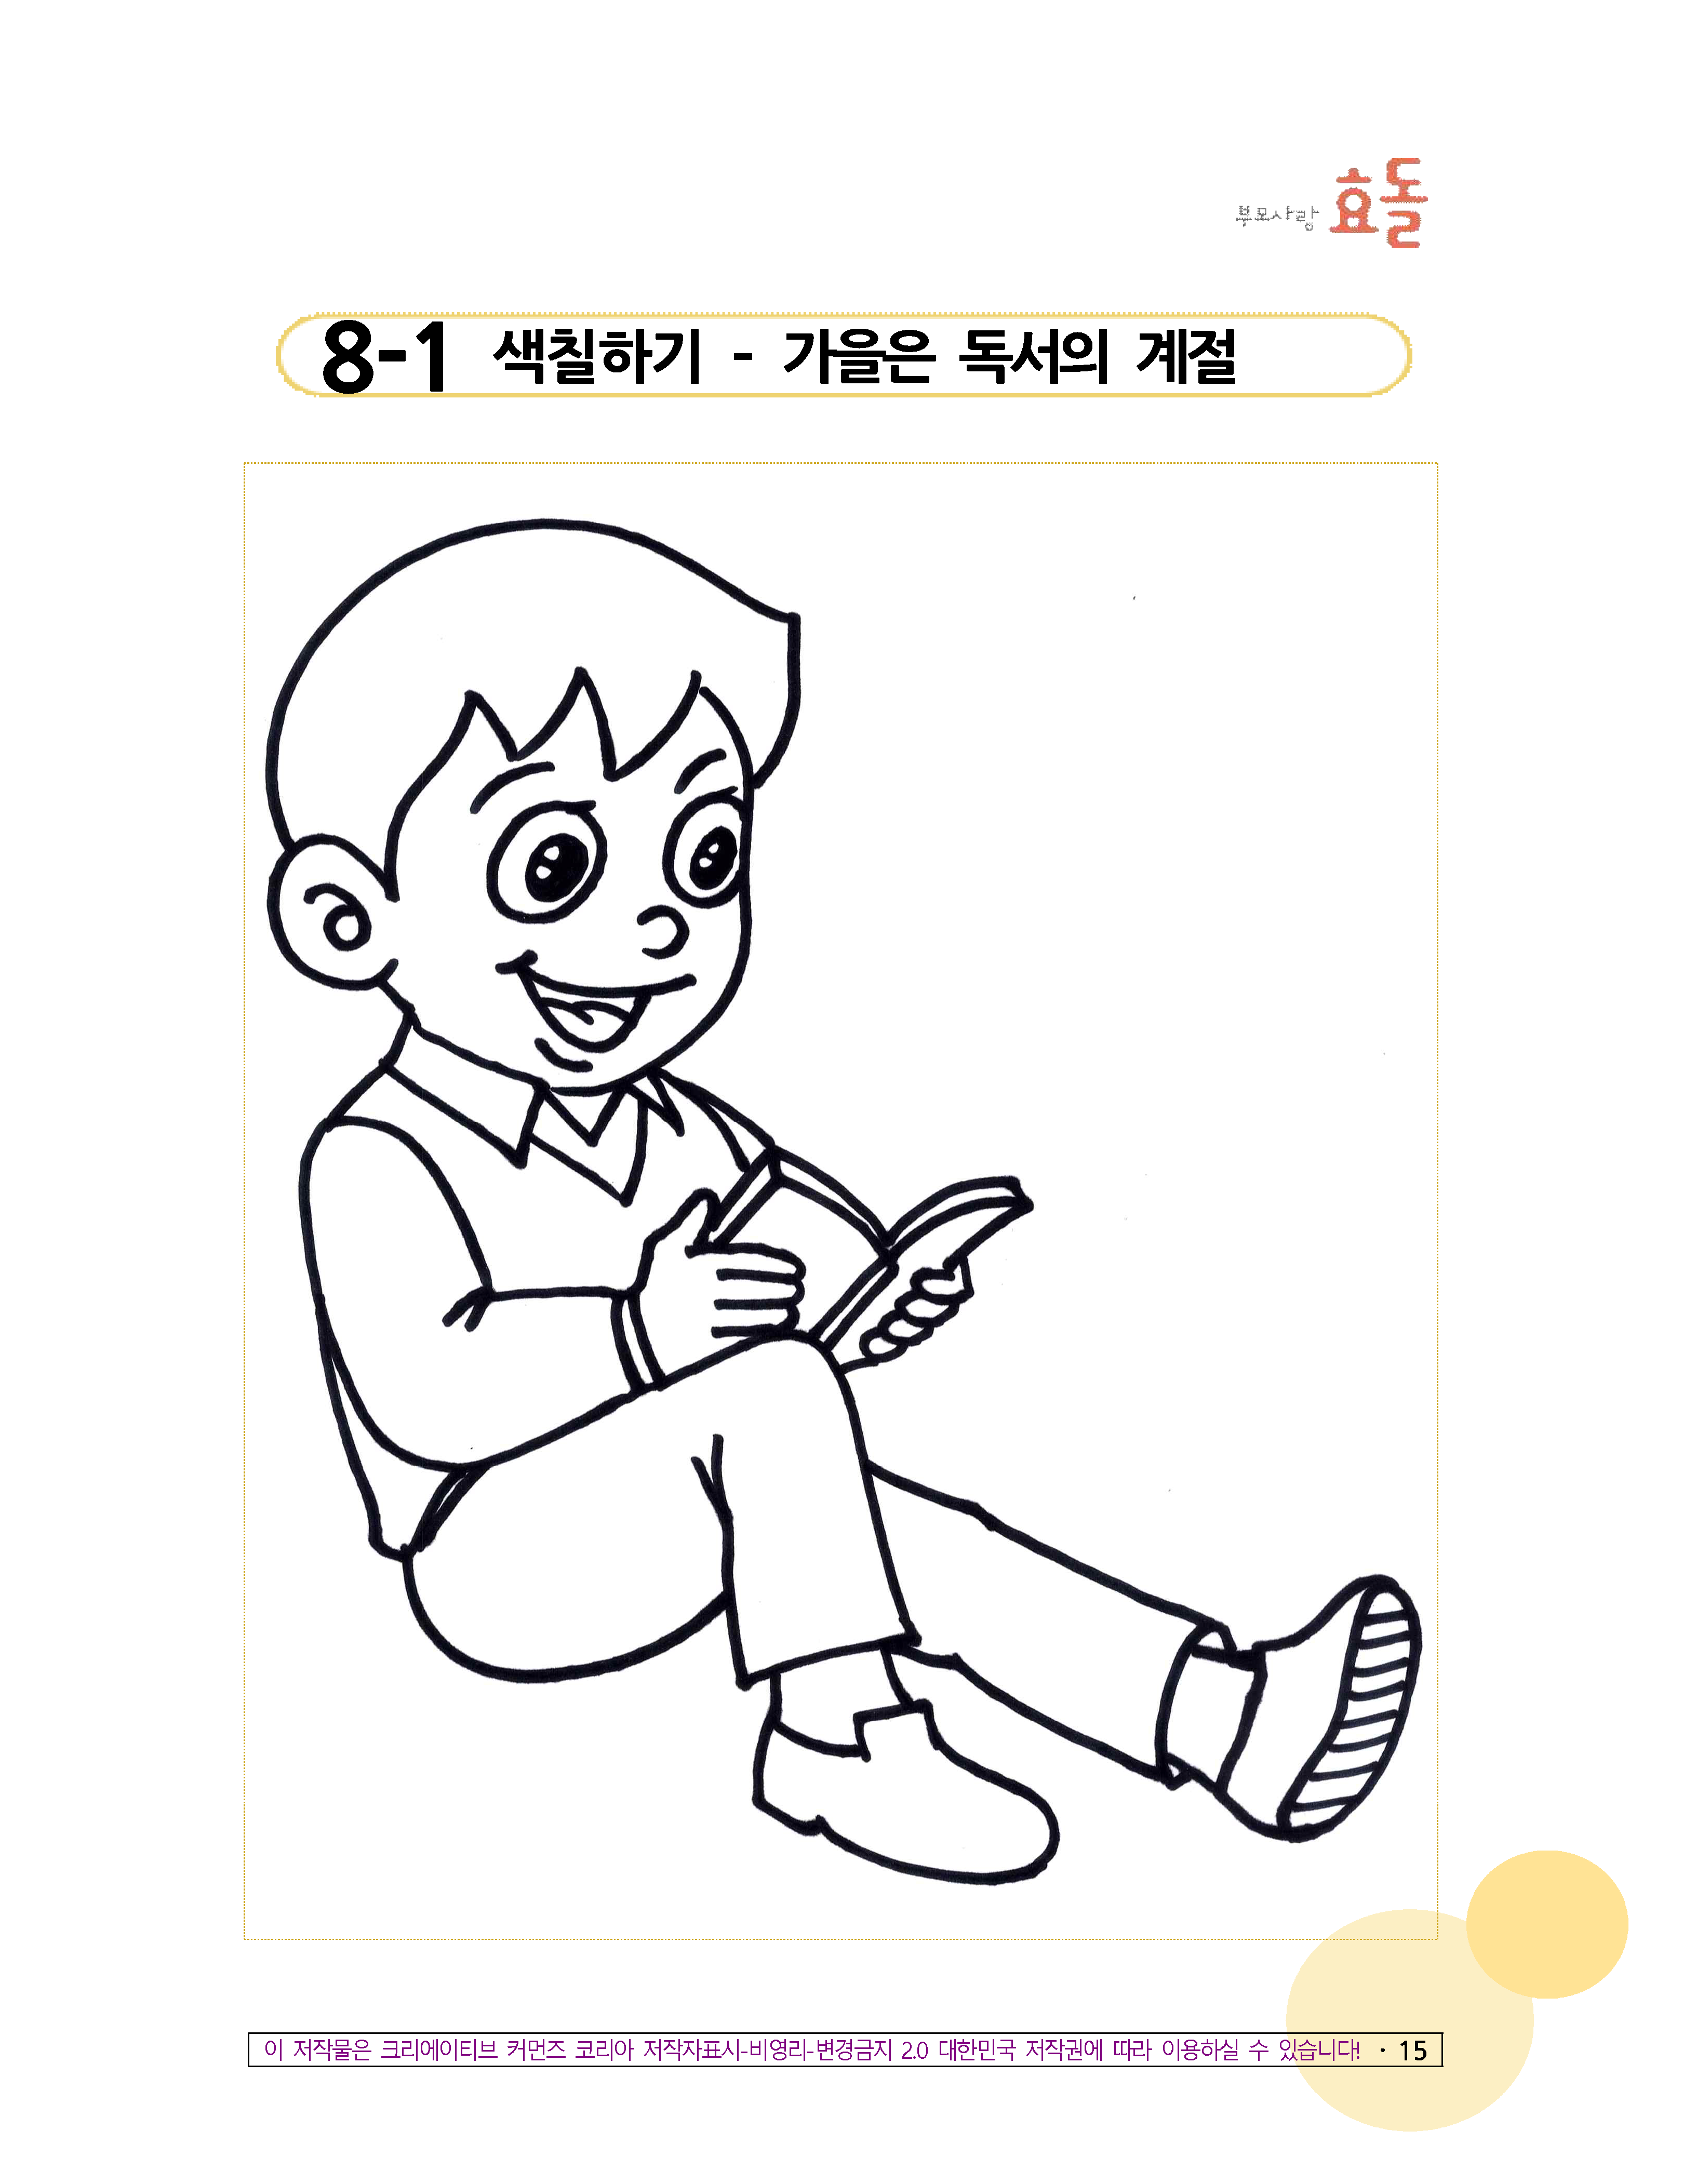 부모사랑 효돌
8-1 색칠하기 - 가을은 독서의 계절
이 저작물은 크리에이티브 커먼즈 코리아 저작자표시-비영리-변경금지 2.0 대한민국 저작권에 따라 이용하실 수 있습니다! · 15